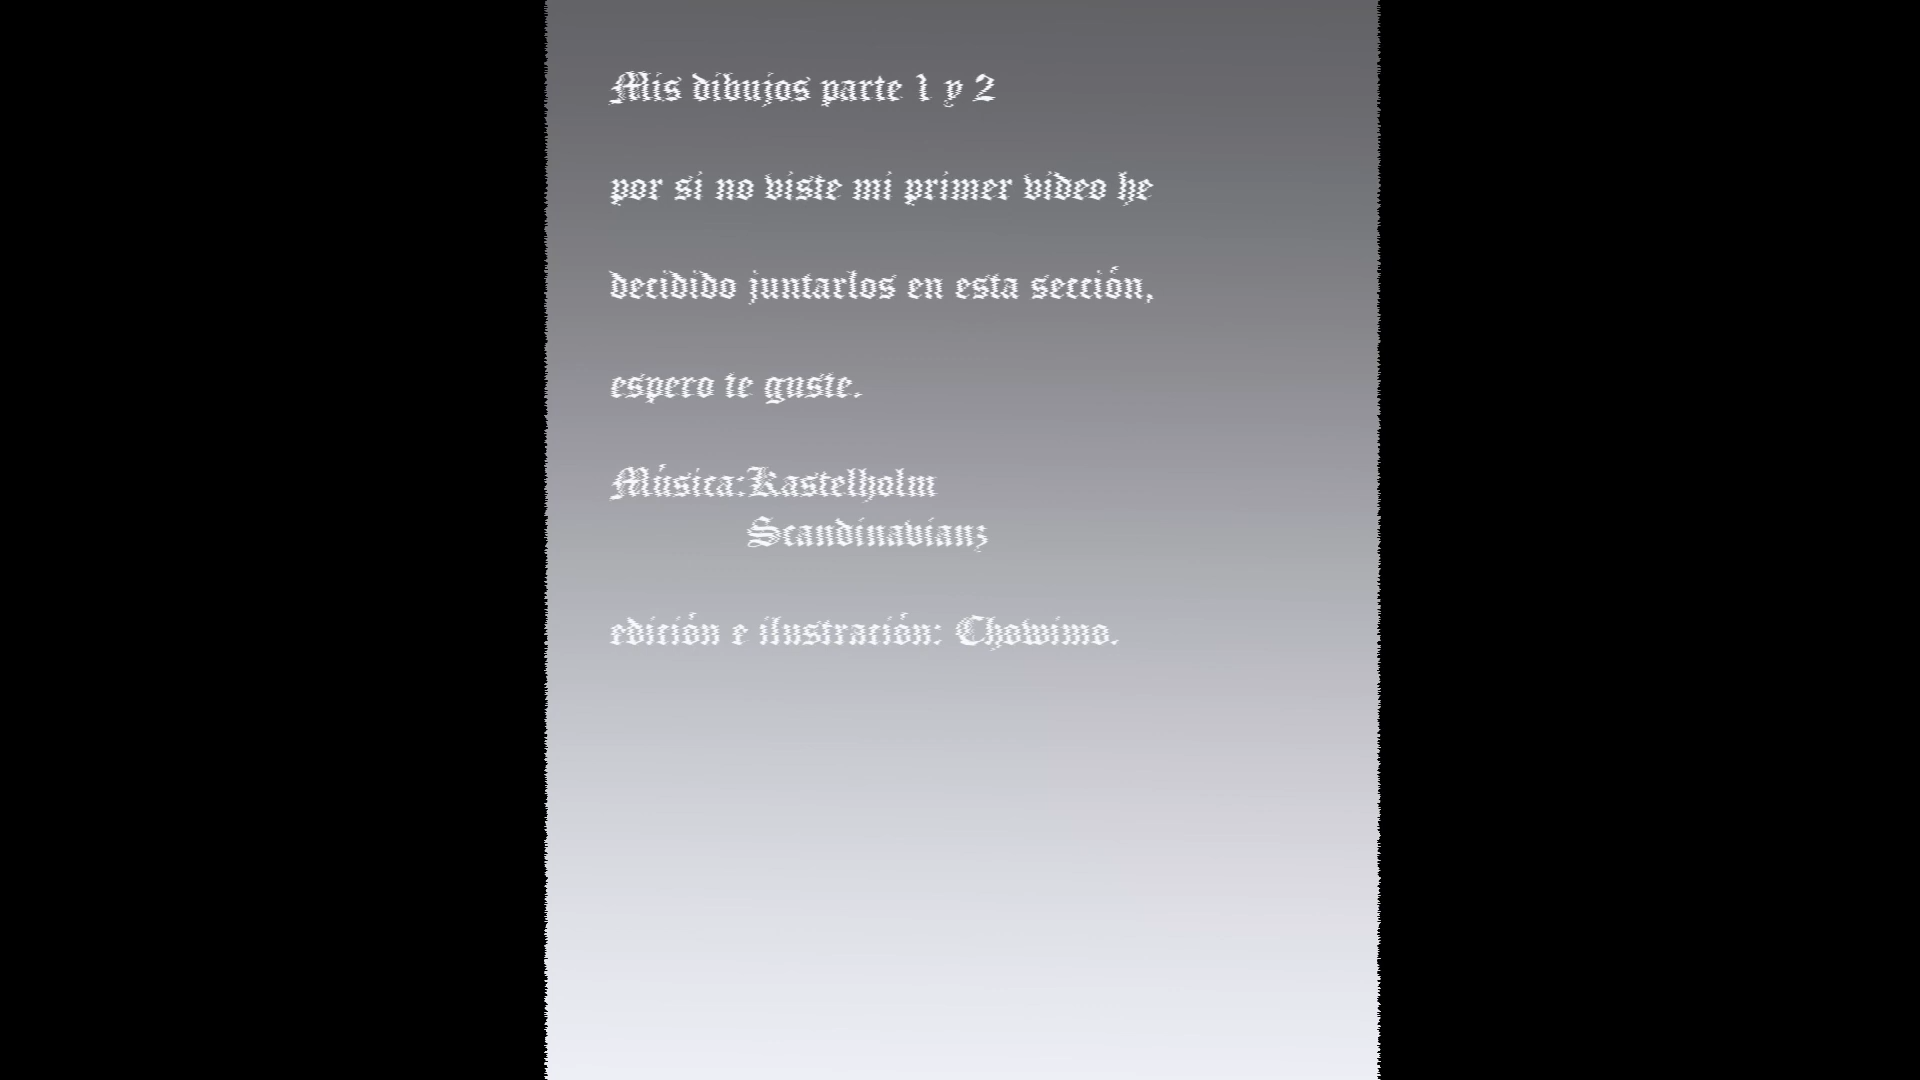 Mis dibujos parte 1 y 2
por si no viste mi primer video he
decidido juntarlos en esta sección,
espero te guste.
Música:Kastelholm
Scandinavianz
edición e ilustración: Chowimo.